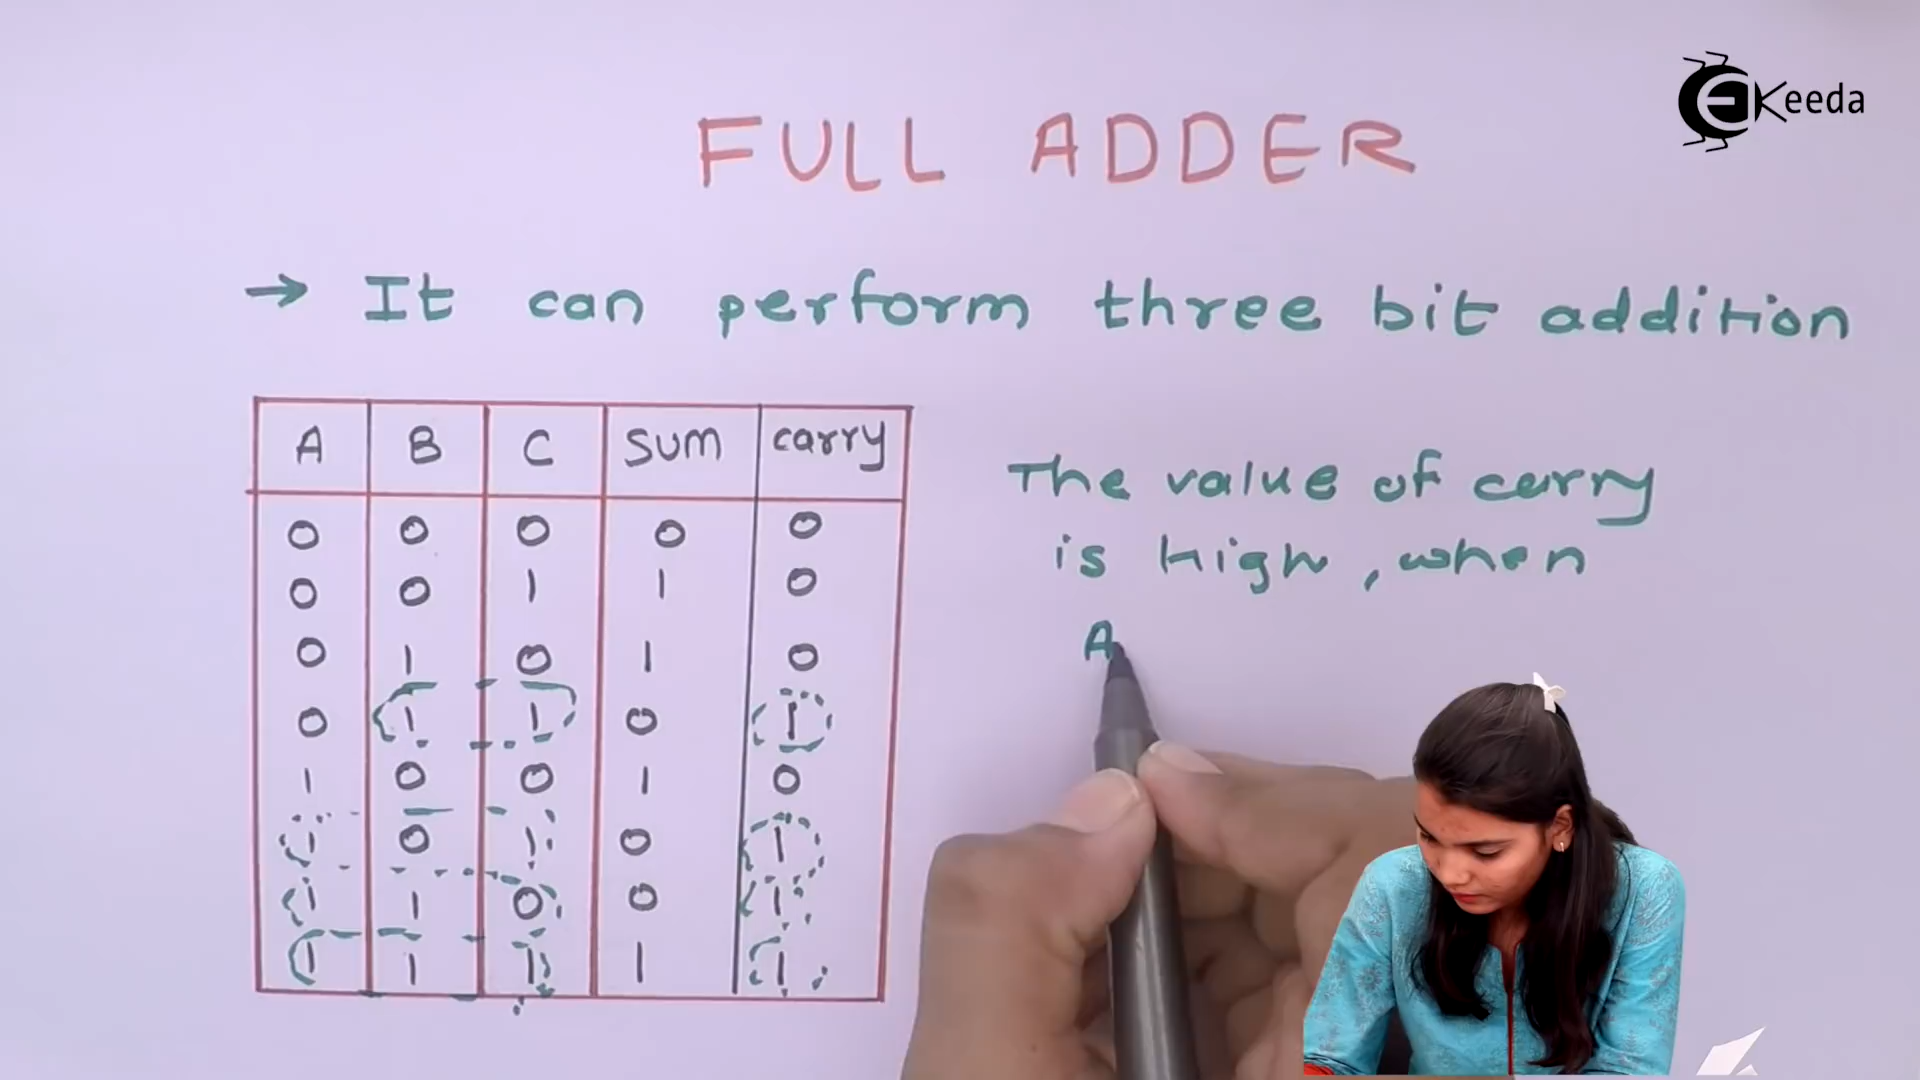 EKeeda
FULL ADDER
→ It can perform three bit addition
A B C SUM carry
0 0 0 0 0
0 0 1 1 0
0 1 0 1 0
0 1 1 0 1
1 0 0 1 0
1 0 1 0 1
1 1 0 0 1
1 1 1 1 1
The value of carry
is high, when
A